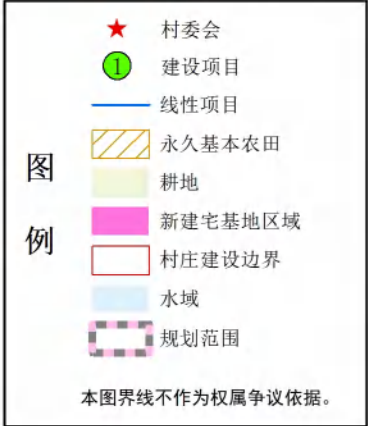 图例
村委会
1 建设项目
线性项目
永久基本农田
耕地
新建宅基地区域
村庄建设边界
水域
规划范围
本图界线不作为权属争议依据。